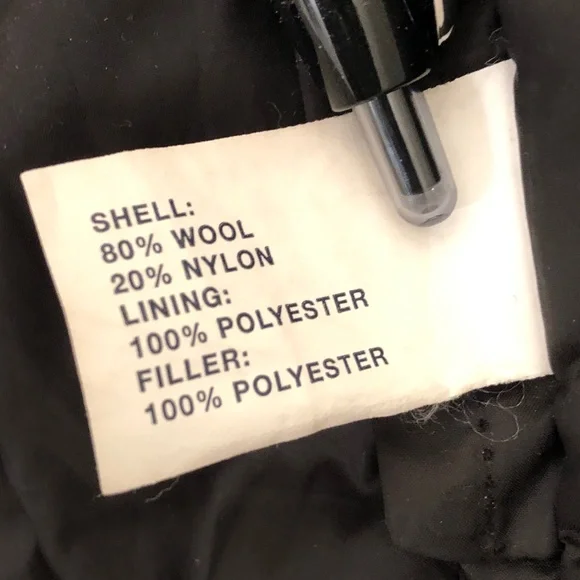 SHELL:
80% WOOL
20% NYLON
LINING:
100% POLYESTER
FILLER:
100% POLYESTER